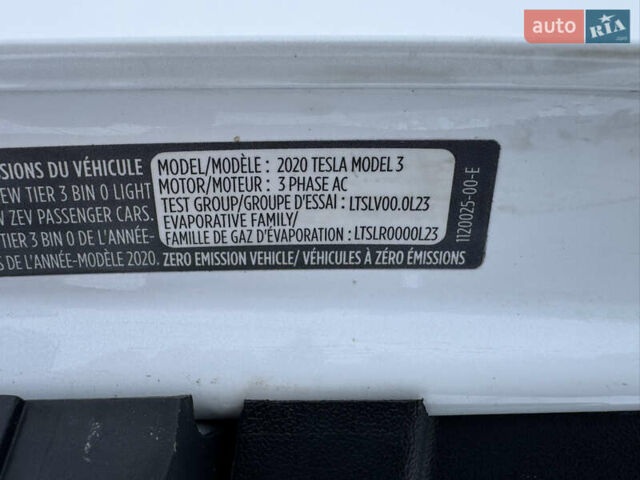 auto RIA.com
SIONS DU VÉHICULE
EW TIER 3 BIN 0 LIGHT
ZEV PASSENGER CARS.
TIER 3 BIN 0 DE L'ANNÉE-
S DE L'ANNÉE-MODÈLE 2020.
MODEL/MODÈLE : 2020 TESLA MODEL 3
MOTOR/MOTEUR : 3 PHASE AC
TEST GROUP/GROUPE D'ESSAI : LTSLV00.0L23
EVAPORATIVE FAMILY/
FAMILLE DE GAZ D'ÉVAPORATION : LTSLR0000L23
ZERO EMISSION VEHICLE/ VÉHICULES À ZÉRO ÉMISSIONS
1120025-00-E